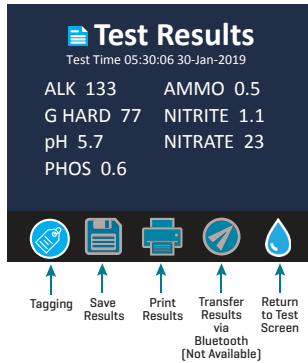 Test Results
Test Time 05:30:06 30-Jan-2019
ALK 133 AMMO 0.5
G HARD 77 NITRITE 1.1
pH 5.7 NITRATE 23
PHOS 0.6
Tagging
Save
Results
Print
Results
Transfer
Results
via
Bluetooth
(Not Available)
Return
to Test
Screen